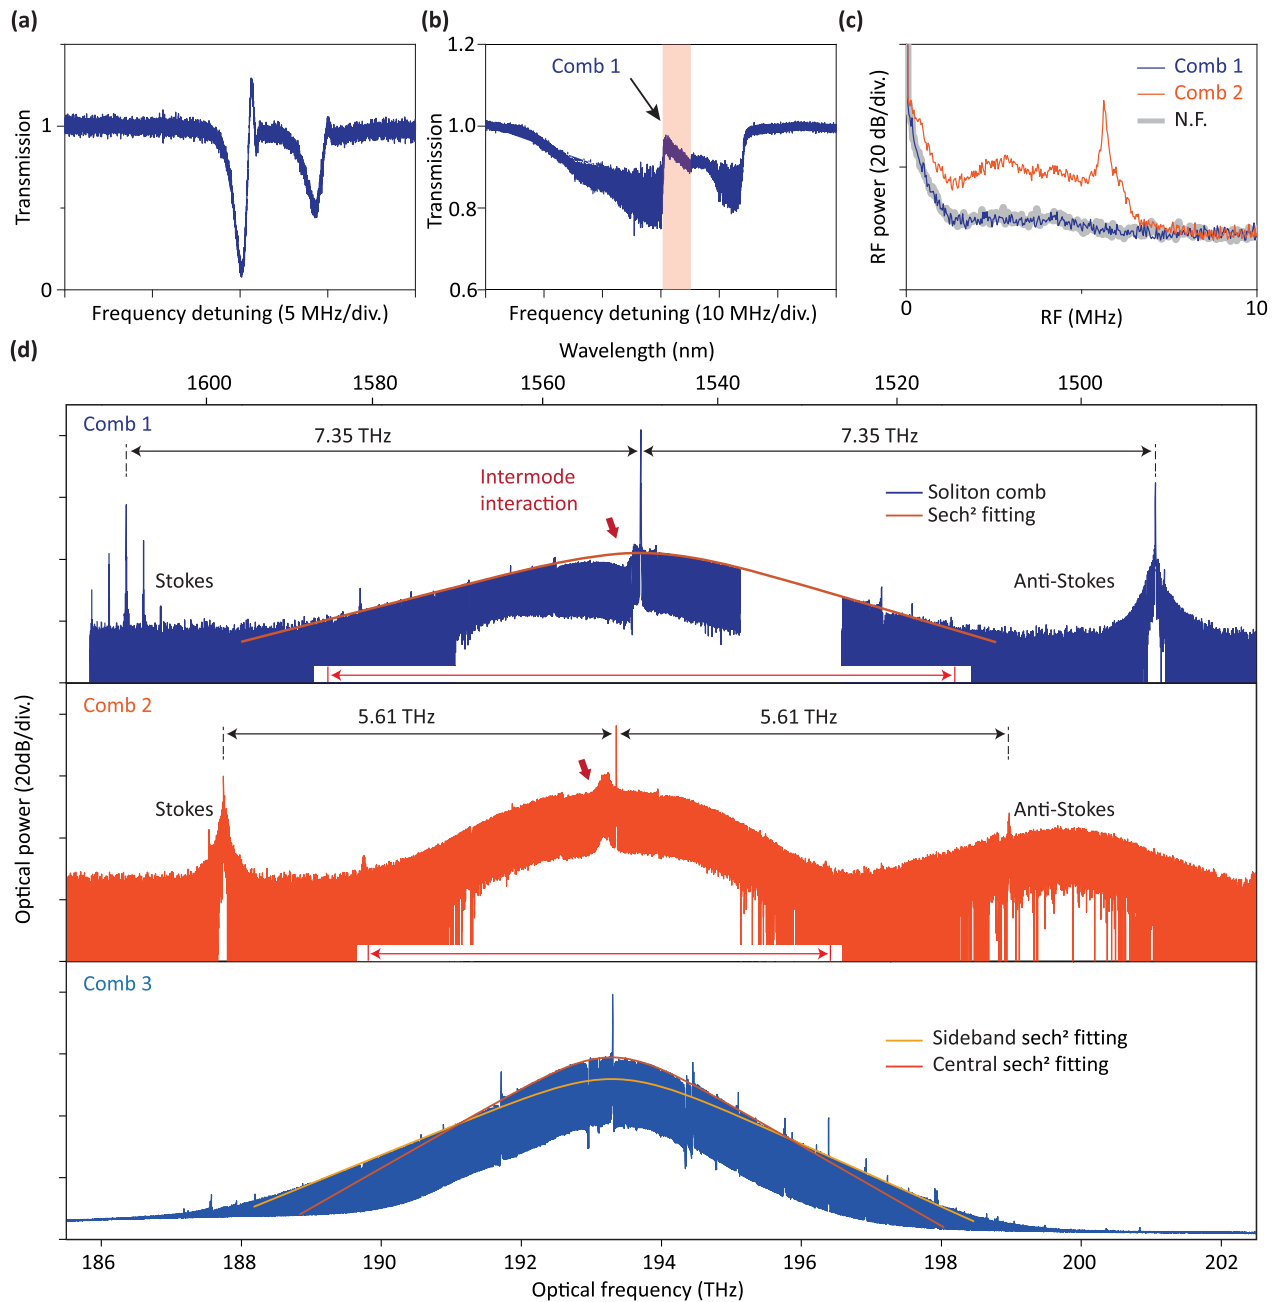 (a)
(b)
(c)
Transmission
1
0
Frequency detuning (5 MHz/div.)
Transmission
1.2
1.0
0.8
0.6
Comb 1
Frequency detuning (10 MHz/div.)
RF power (20 dB/div.)
Comb 1
Comb 2
N.F.
0
10
RF (MHz)
(d)
Wavelength (nm)
1600
1580
1560
1540
1520
1500
Comb 1
7.35 THz
7.35 THz
Intermode
interaction
Soliton comb
Sech² fitting
Stokes
Anti-Stokes
Optical power (20dB/div.)
Comb 2
5.61 THz
5.61 THz
Stokes
Anti-Stokes
Comb 3
Sideband sech² fitting
Central sech² fitting
186
188
190
192
194
196
198
200
202
Optical frequency (THz)